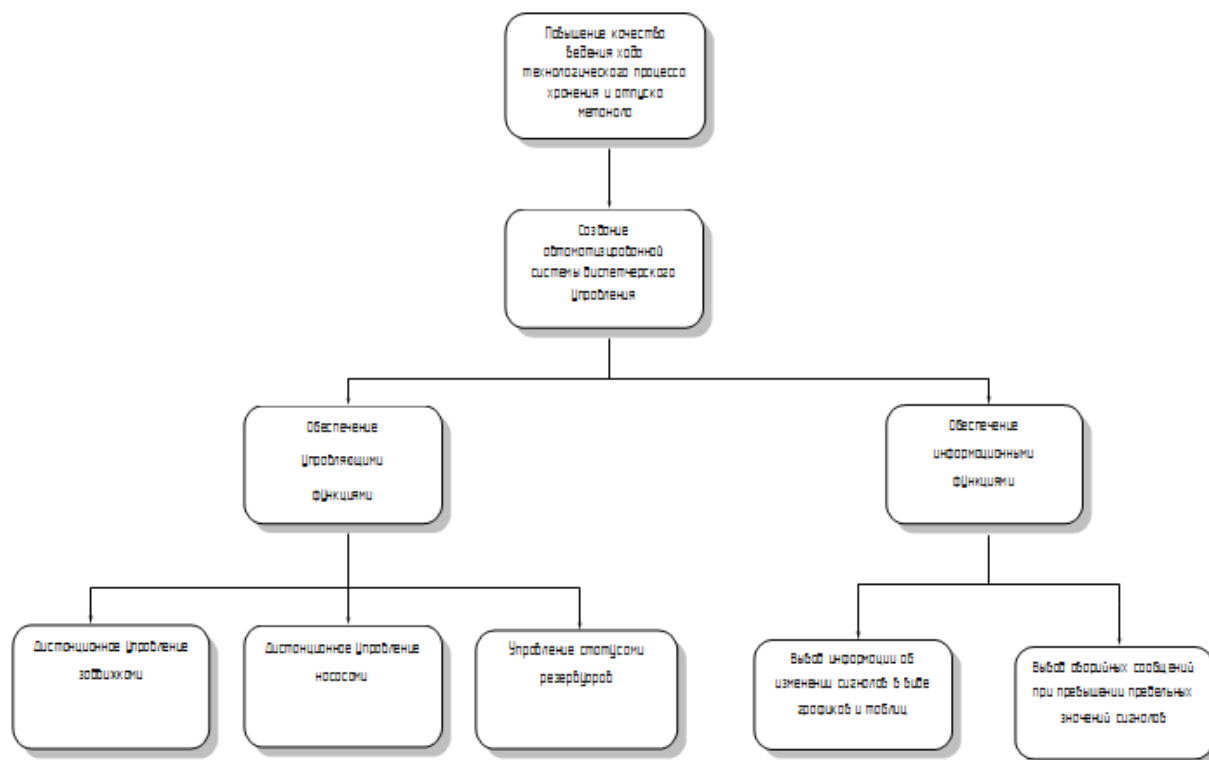 Повышение качества
ведения хода
технологического процесса
хранения и отпуска
метанола
Создание
автоматизированной
системы диспетчерского
управления
Обеспечение
управляющими
функциями
Обеспечение
информационными
функциями
Дистанционное управление
задвижками
Дистанционное управление
насосами
Управление статусами
резервуаров
Вывод информации об
изменении сигналов в виде
графиков и таблиц
Вывод аварийных сообщений
при превышении предельных
значений сигналов